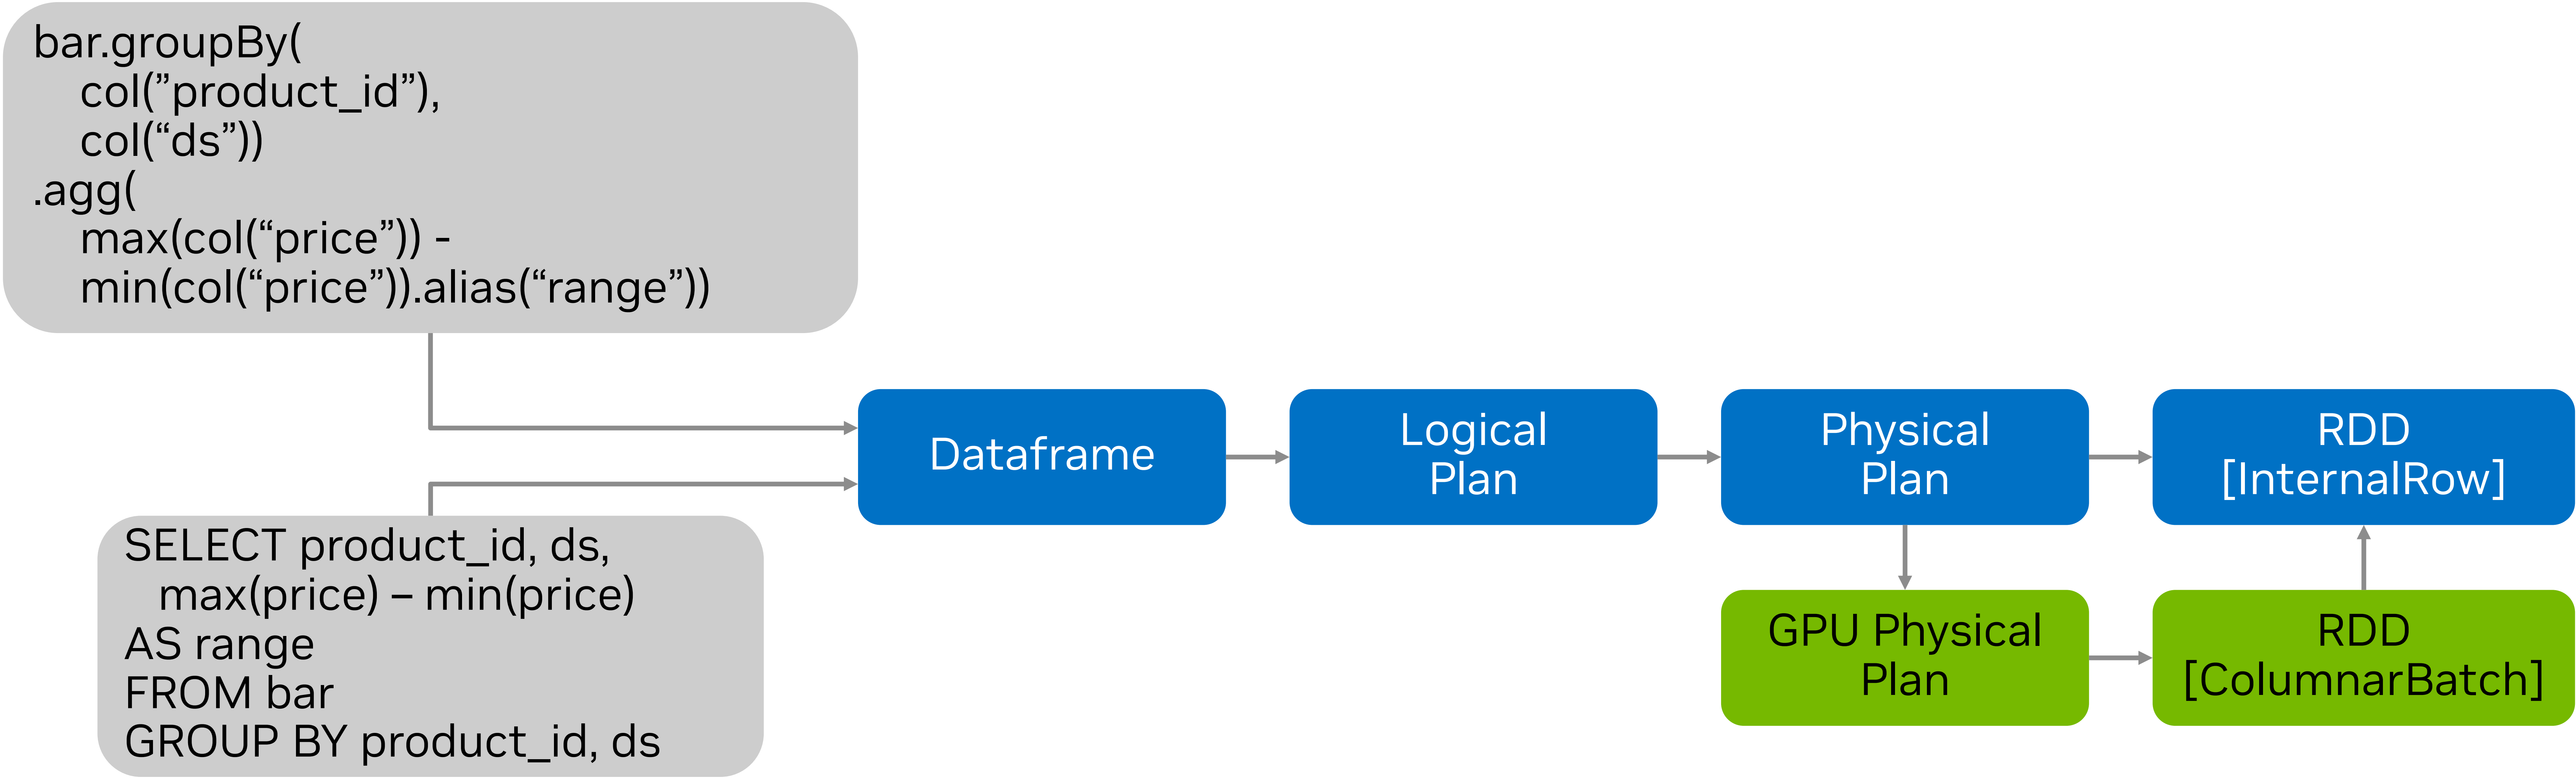 bar.groupBy(
col(”product_id”),
col(“ds”))
.agg(
max(col(“price”)) -
min(col(“price”)).alias(“range”))
SELECT product_id, ds,
max(price) – min(price)
AS range
FROM bar
GROUP BY product_id, ds
Dataframe
Logical
Plan
Physical
Plan
RDD
[InternalRow]
GPU Physical
Plan
RDD
[ColumnarBatch]